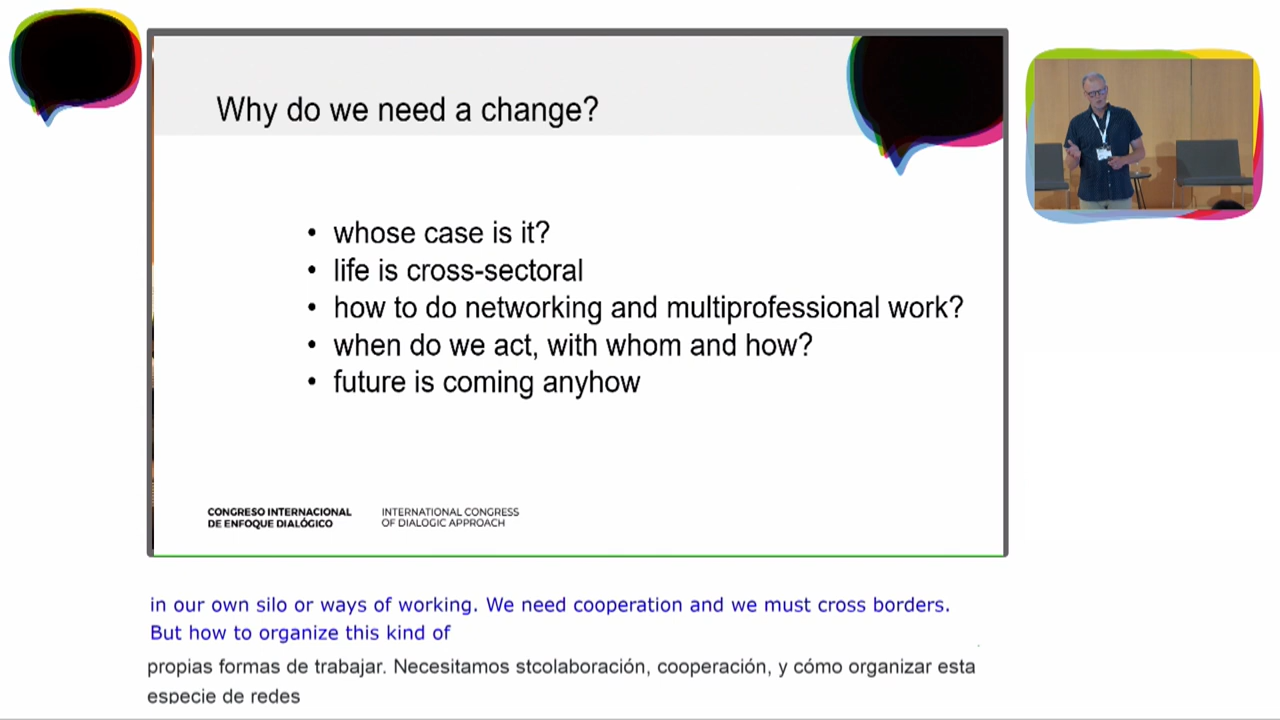 Why do we need a change?
• whose case is it?
• life is cross-sectoral
• how to do networking and multiprofessional work?
• when do we act, with whom and how?
• future is coming anyhow
CONGRESO INTERNACIONAL
DE ENFOQUE DIALÓGICO
INTERNATIONAL CONGRESS
OF DIALOGIC APPROACH
in our own silo or ways of working. We need cooperation and we must cross borders.
But how to organize this kind of
propias formas de trabajar. Necesitamos stcolaboración, cooperación, y cómo organizar esta
especie de redes